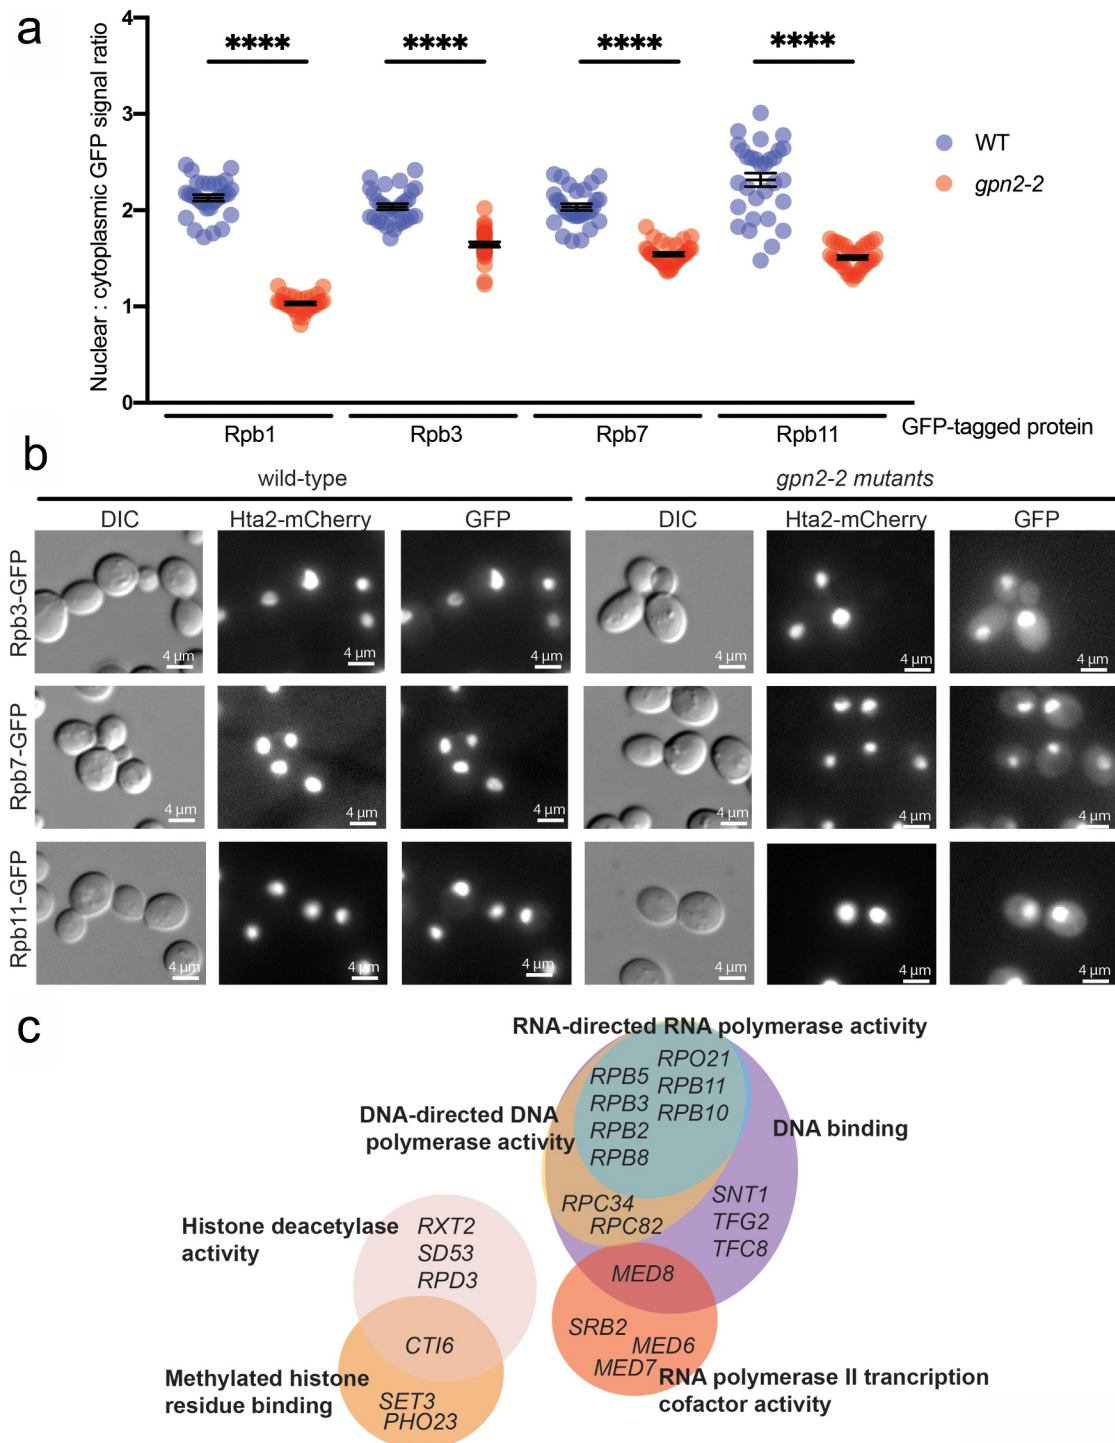 a
4
3
2
1
0
Nuclear : cytoplasmic GFP signal ratio
**** **** **** ****
WT
gpn2-2
Rpb1 Rpb3 Rpb7 Rpb11
GFP-tagged protein
b
wild-type gpn2-2 mutants
DIC Hta2-mCherry GFP DIC Hta2-mCherry GFP
Rpb3-GFP
4 µm 4 µm 4 µm 4 µm 4 µm 4 µm
Rpb7-GFP
4 µm 4 µm 4 µm 4 µm 4 µm 4 µm
Rpb11-GFP
4 µm 4 µm 4 µm 4 µm 4 µm 4 µm
c
RNA-directed RNA polymerase activity
RPO21
RPB5
RPB11
RPB3
RPB10
RPB2
RPB8
DNA-directed DNA
polymerase activity
DNA binding
RPC34
RPC82
SNT1
TFG2
TFC8
Histone deacetylase
activity
RXT2
SD53
RPD3
MED8
SRB2
MED6
MED7
CTI6
Methylated histone
residue binding
SET3
PHO23
RNA polymerase II trancription
cofactor activity